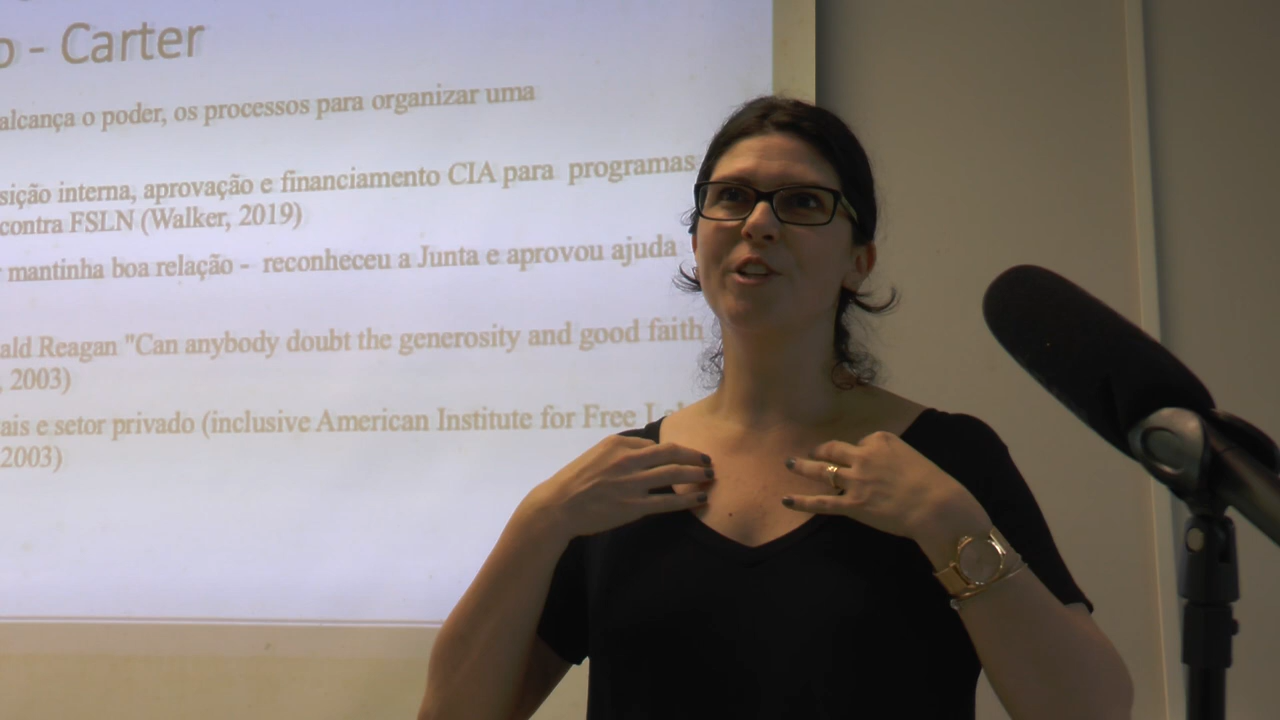 - Carter
alcança o poder, os processos para organizar uma
sição interna, aprovação e financiamento CIA para programas
contra FSLN (Walker, 2019)
mantinha boa relação - reconheceu a Junta e aprovou ajuda
ald Reagan "Can anybody doubt the generosity and good faith
, 2003)
ais e setor privado (inclusive American Institute for Free
2003)